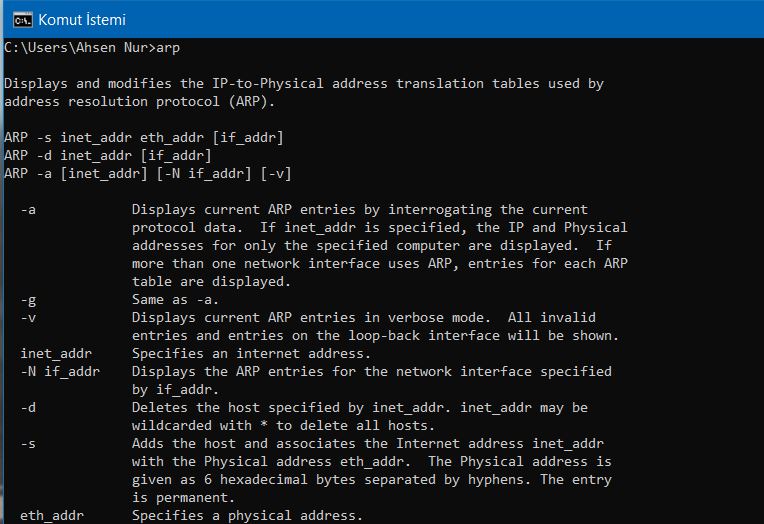 Komut İstemi
C:\Users\Ahsen Nur>arp
Displays and modifies the IP-to-Physical address translation tables used by
address resolution protocol (ARP).
ARP -s inet_addr eth_addr [if_addr]
ARP -d inet_addr [if_addr]
ARP -a [inet_addr] [-N if_addr] [-v]
-a Displays current ARP entries by interrogating the current
protocol data. If inet_addr is specified, the IP and Physical
addresses for only the specified computer are displayed. If
more than one network interface uses ARP, entries for each ARP
table are displayed.
-g Same as -a.
-v Displays current ARP entries in verbose mode. All invalid
entries and entries on the loop-back interface will be shown.
inet_addr Specifies an internet address.
-N if_addr Displays the ARP entries for the network interface specified
by if_addr.
-d Deletes the host specified by inet_addr. inet_addr may be
wildcarded with * to delete all hosts.
-s Adds the host and associates the Internet address inet_addr
with the Physical address eth_addr. The Physical address is
given as 6 hexadecimal bytes separated by hyphens. The entry
is permanent.
eth_addr Specifies a physical address.